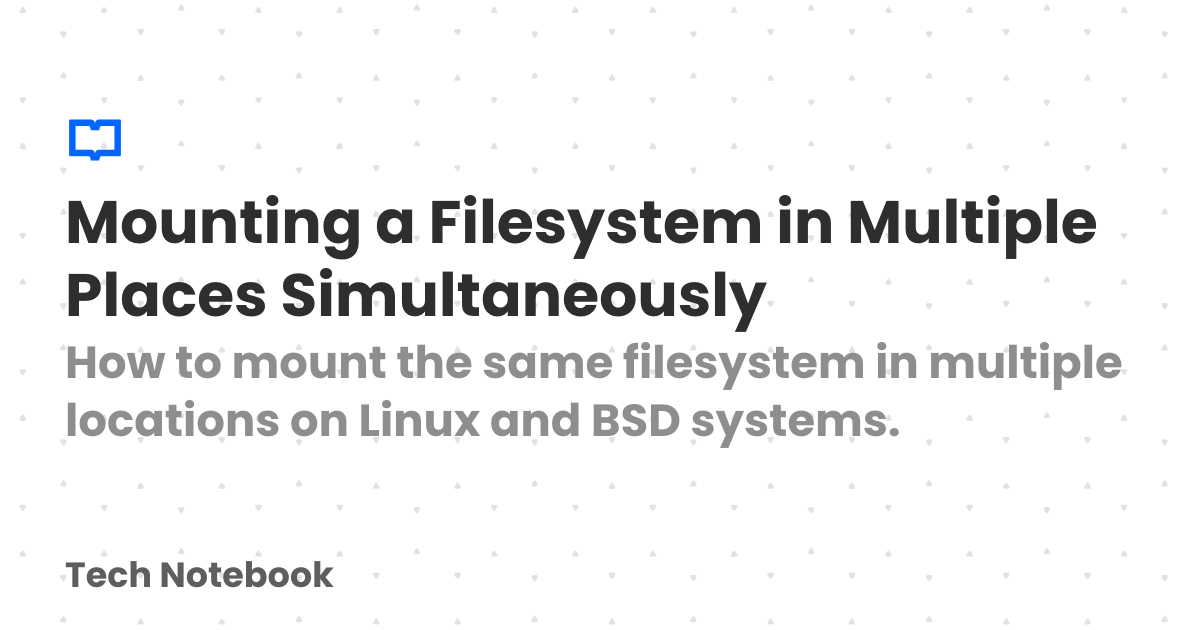 Mounting a Filesystem in Multiple
Places Simultaneously
How to mount the same filesystem in multiple
locations on Linux and BSD systems.
Tech Notebook